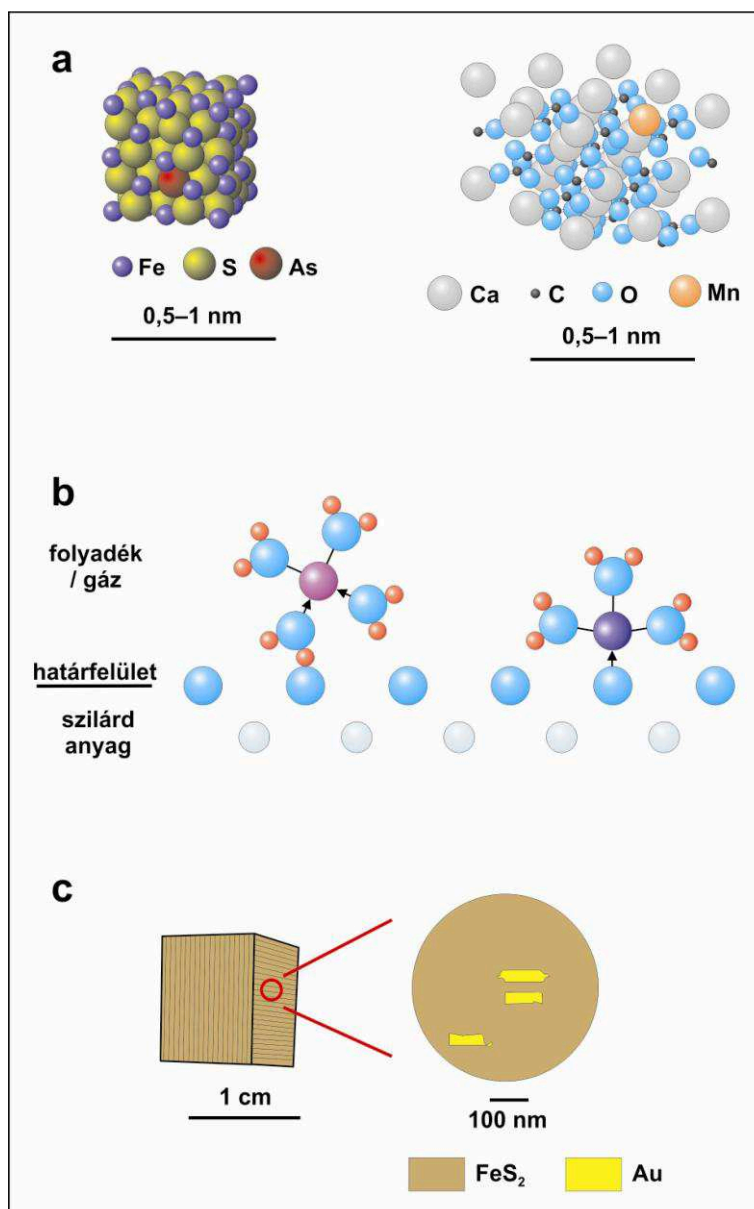 a
Fe S As
0,5–1 nm
Ca C O Mn
0,5–1 nm
b
folyadék
/ gáz
határfelület
szilárd
anyag
c
1 cm
100 nm
FeS₂ Au